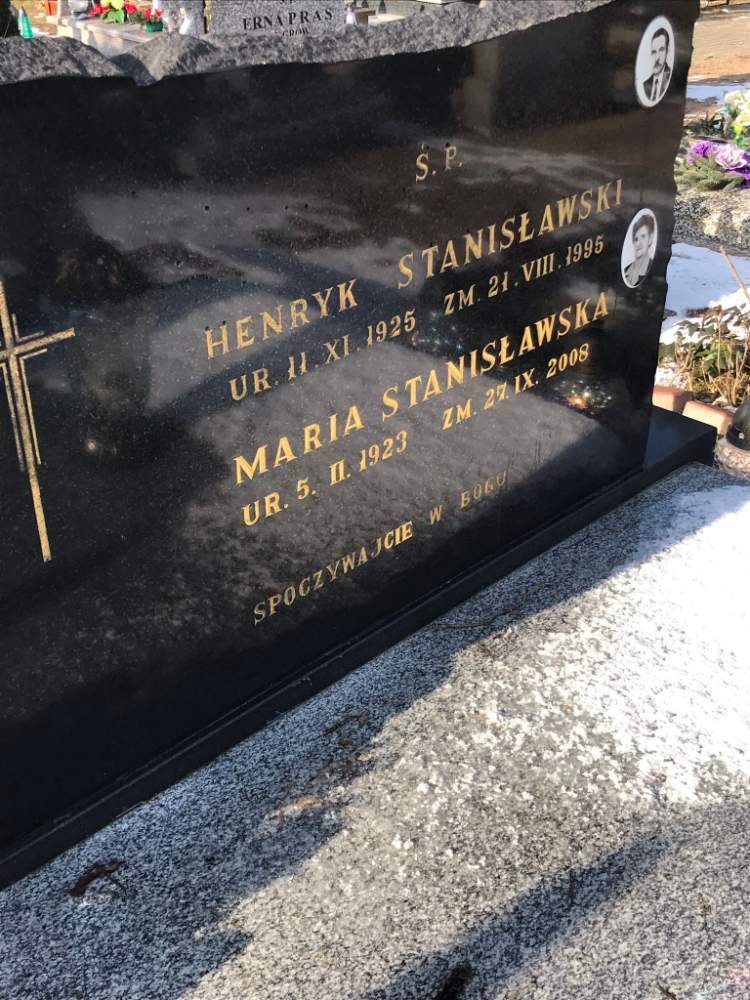 ERNA PRAS
GRÓB
Ś. P.
HENRYK STANISŁAWSKI
UR. 11. XI. 1925 ZM. 21. VIII. 1995
MARIA STANISŁAWSKA
UR. 5. II. 1923 ZM. 27. IX. 2008
SPOCZYWAJCIE W BOGU